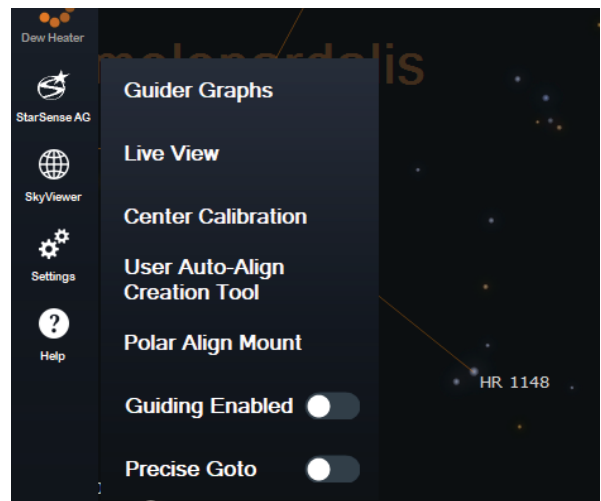 Dew Heater
StarSense AG
SkyViewer
Settings
Help
Guider Graphs
Live View
Center Calibration
User Auto-Align
Creation Tool
Polar Align Mount
Guiding Enabled
Precise Goto
HR 1148